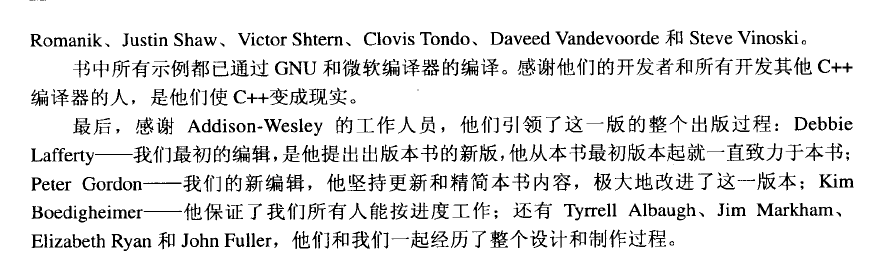 Romanik、Justin Shaw、Victor Shtern、Clovis Tondo、Daveed Vandevoorde 和 Steve Vinoski。
书中所有示例都已通过 GNU 和微软编译器的编译。感谢他们的开发者和所有开发其他 C++
编译器的人，是他们使 C++变成现实。
最后，感谢 Addison-Wesley 的工作人员，他们引领了这一版的整个出版过程：Debbie
Lafferty——我们最初的编辑，是他提出出版本书的新版，他从本书最初版本起就一直致力于本书；
Peter Gordon——我们的新编辑，他坚持更新和精简本书内容，极大地改进了这一版本；Kim
Boedigheimer——他保证了我们所有人能按进度工作；还有 Tyrrell Albaugh、Jim Markham、
Elizabeth Ryan 和 John Fuller，他们和我们一起经历了整个设计和制作过程。